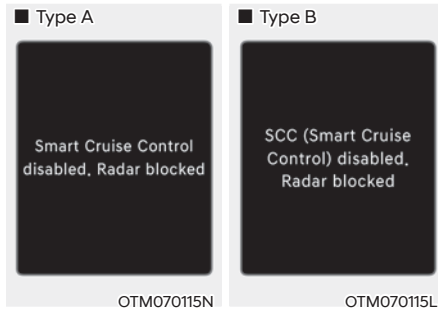 ■ Type A
Smart Cruise Control
disabled. Radar blocked
OTM070115N
■ Type B
SCC (Smart Cruise
Control) disabled.
Radar blocked
OTM070115L